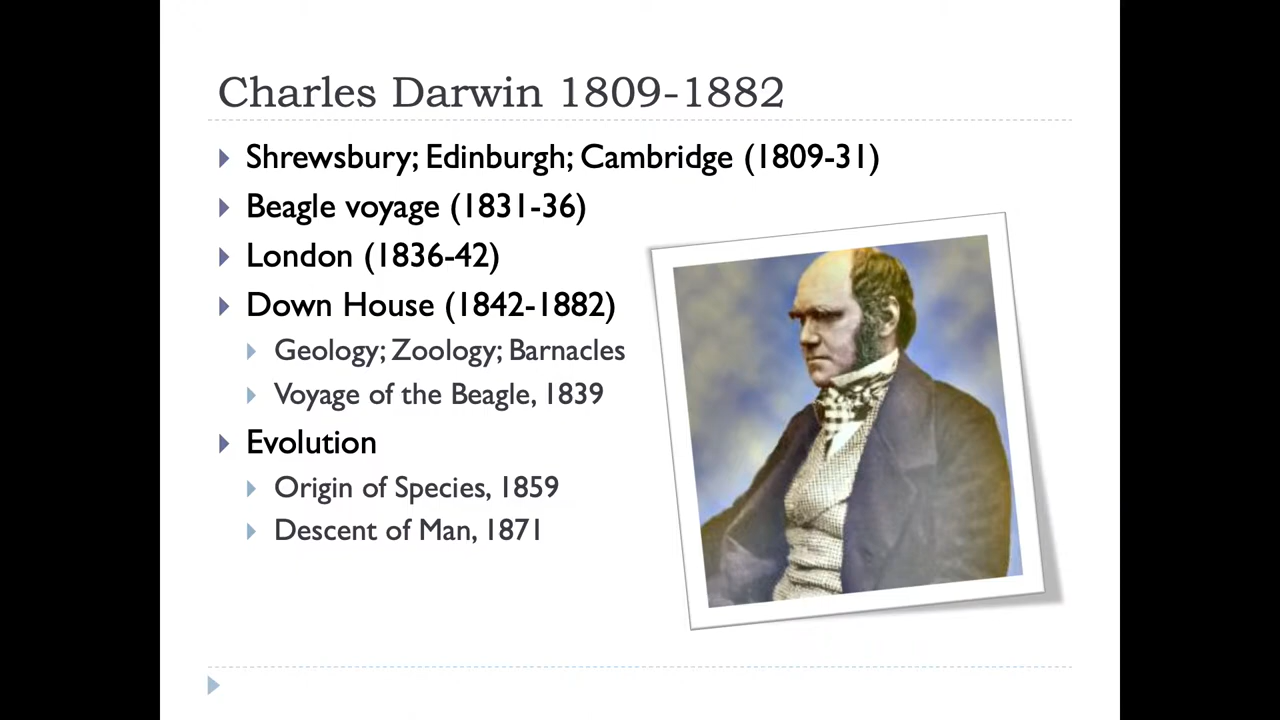 Charles Darwin 1809-1882
Shrewsbury; Edinburgh; Cambridge (1809-31)
Beagle voyage (1831-36)
London (1836-42)
Down House (1842-1882)
Geology; Zoology; Barnacles
Voyage of the Beagle, 1839
Evolution
Origin of Species, 1859
Descent of Man, 1871